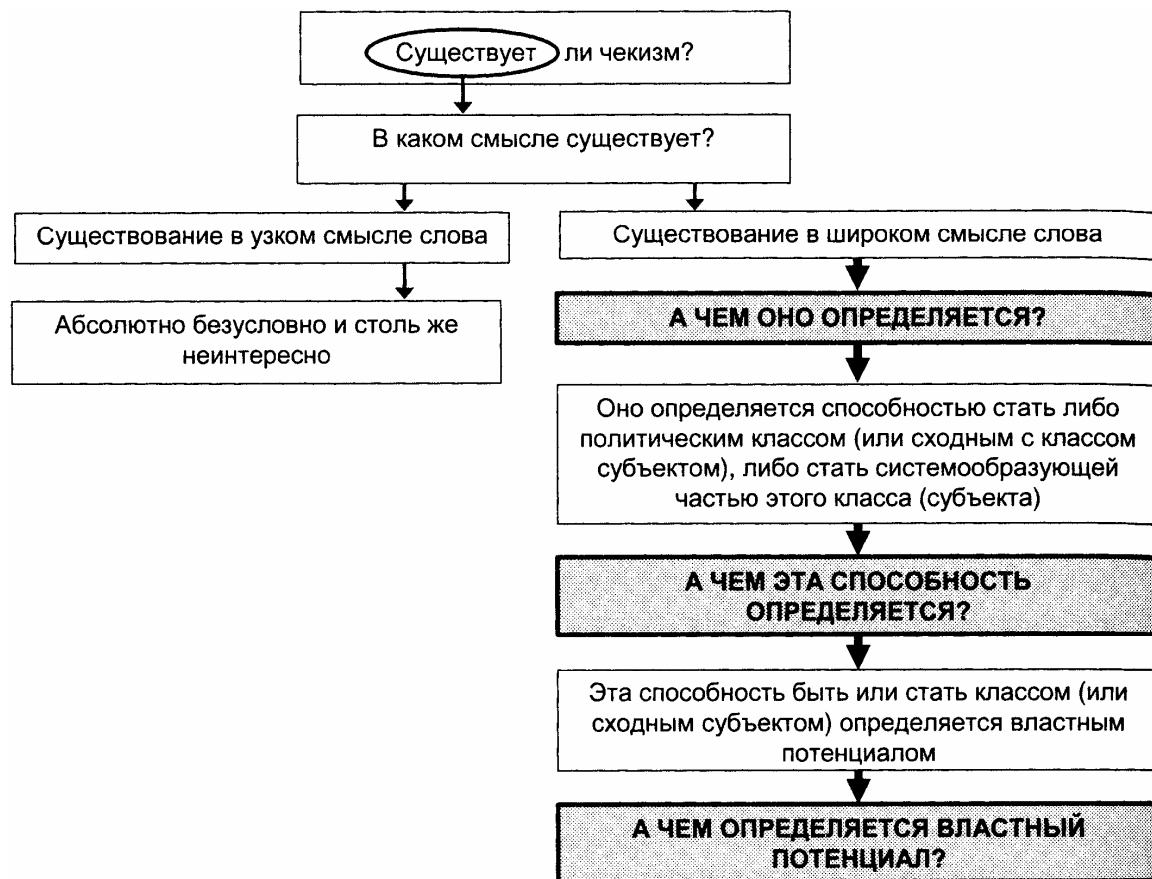 Существует ли чекизм?
В каком смысле существует?
Существование в узком смысле слова
Существование в широком смысле слова
Абсолютно безусловно и столь же
неинтересно
А ЧЕМ ОНО ОПРЕДЕЛЯЕТСЯ?
Оно определяется способностью стать либо
политическим классом (или сходным с классом
субъектом), либо стать системообразующей
частью этого класса (субъекта)
А ЧЕМ ЭТА СПОСОБНОСТЬ
ОПРЕДЕЛЯЕТСЯ?
Эта способность быть или стать классом (или
сходным субъектом) определяется властным
потенциалом
А ЧЕМ ОПРЕДЕЛЯЕТСЯ ВЛАСТНЫЙ
ПОТЕНЦИАЛ?